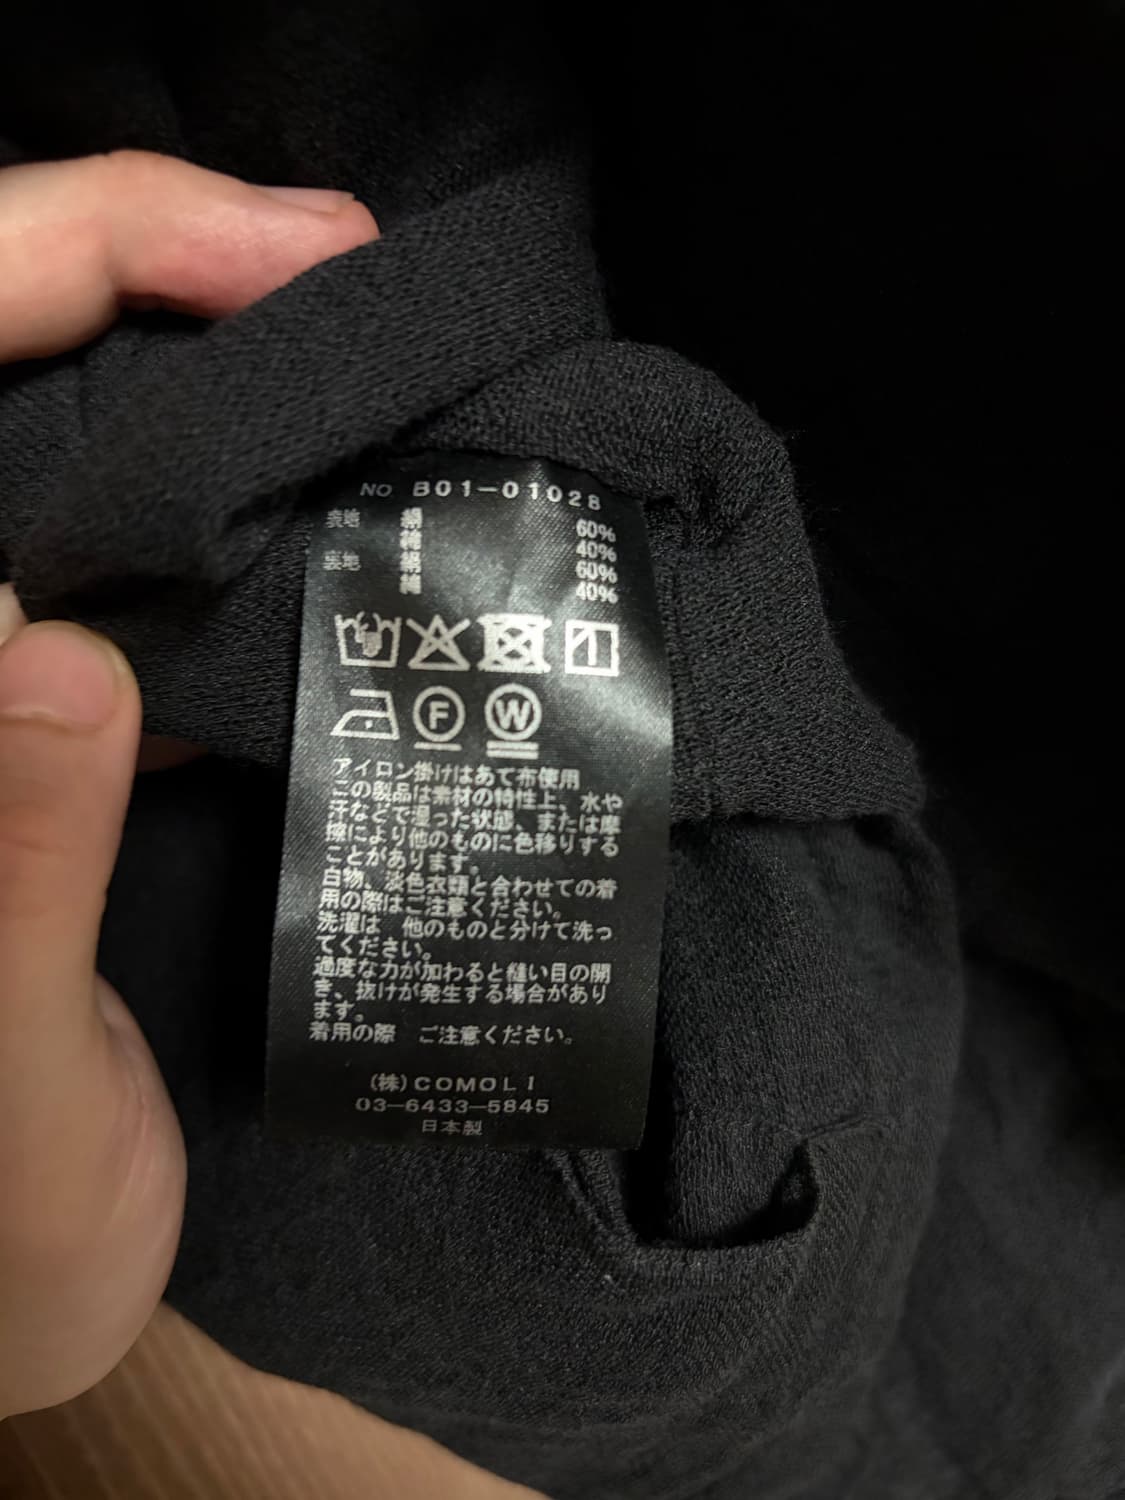 NO. B01-01028
表地 絹 60%
綿 40%
裏地 絹 60%
綿 40%
F W
アイロン掛けはあて布使用
この製品は素材の特性上、水や
汗などで湿った状態、または摩
擦により他のものに色移りする
ことがあります。
白物、淡色衣類と合わせての着
用の際はご注意ください。
洗濯は 他のものと分けて洗っ
てください。
過度な力が加わると縫い目の開
き、抜けが発生する場合があり
ます。
着用の際 ご注意ください。
(株)COMOLI
03-6433-5845
日本製